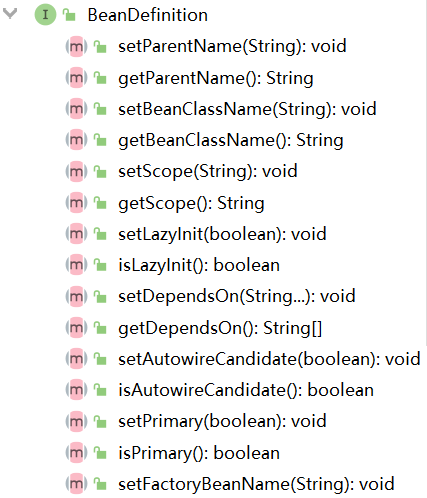 I BeanDefinition
m setParentName(String): void
m getParentName(): String
m setBeanClassName(String): void
m getBeanClassName(): String
m setScope(String): void
m getScope(): String
m setLazyInit(boolean): void
m isLazyInit(): boolean
m setDependsOn(String...): void
m getDependsOn(): String[]
m setAutowireCandidate(boolean): void
m isAutowireCandidate(): boolean
m setPrimary(boolean): void
m isPrimary(): boolean
m setFactoryBeanName(String): void